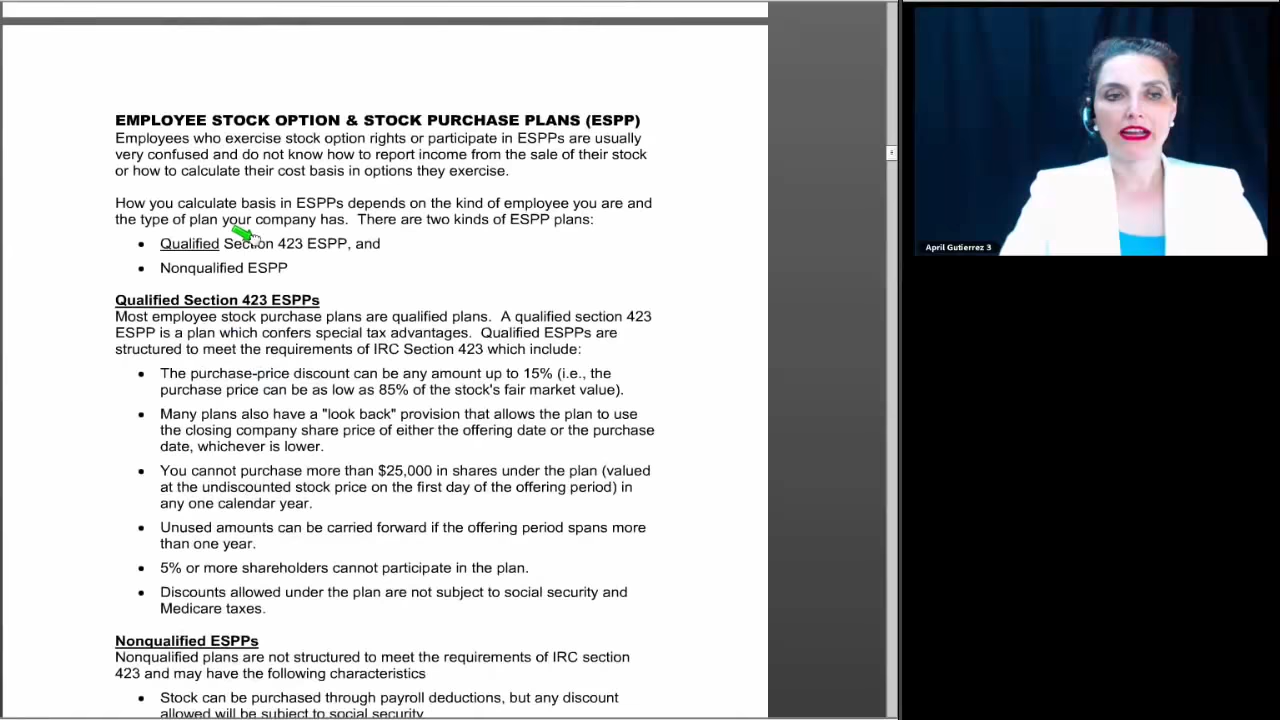 EMPLOYEE STOCK OPTION & STOCK PURCHASE PLANS (ESPP)
Employees who exercise stock option rights or participate in ESPPs are usually
very confused and do not know how to report income from the sale of their stock
or how to calculate their cost basis in options they exercise.
How you calculate basis in ESPPs depends on the kind of employee you are and
the type of plan your company has.  There are two kinds of ESPP plans:
• Qualified Section 423 ESPP, and
• Nonqualified ESPP
Qualified Section 423 ESPPs
Most employee stock purchase plans are qualified plans.  A qualified section 423
ESPP is a plan which confers special tax advantages.  Qualified ESPPs are
structured to meet the requirements of IRC Section 423 which include:
• The purchase-price discount can be any amount up to 15% (i.e., the
purchase price can be as low as 85% of the stock's fair market value).
• Many plans also have a "look back" provision that allows the plan to use
the closing company share price of either the offering date or the purchase
date, whichever is lower.
• You cannot purchase more than $25,000 in shares under the plan (valued
at the undiscounted stock price on the first day of the offering period) in
any one calendar year.
• Unused amounts can be carried forward if the offering period spans more
than one year.
• 5% or more shareholders cannot participate in the plan.
• Discounts allowed under the plan are not subject to social security and
Medicare taxes.
Nonqualified ESPPs
Nonqualified plans are not structured to meet the requirements of IRC section
423 and may have the following characteristics
• Stock can be purchased through payroll deductions, but any discount
allowed will be subject to social security
April Gutierrez 3